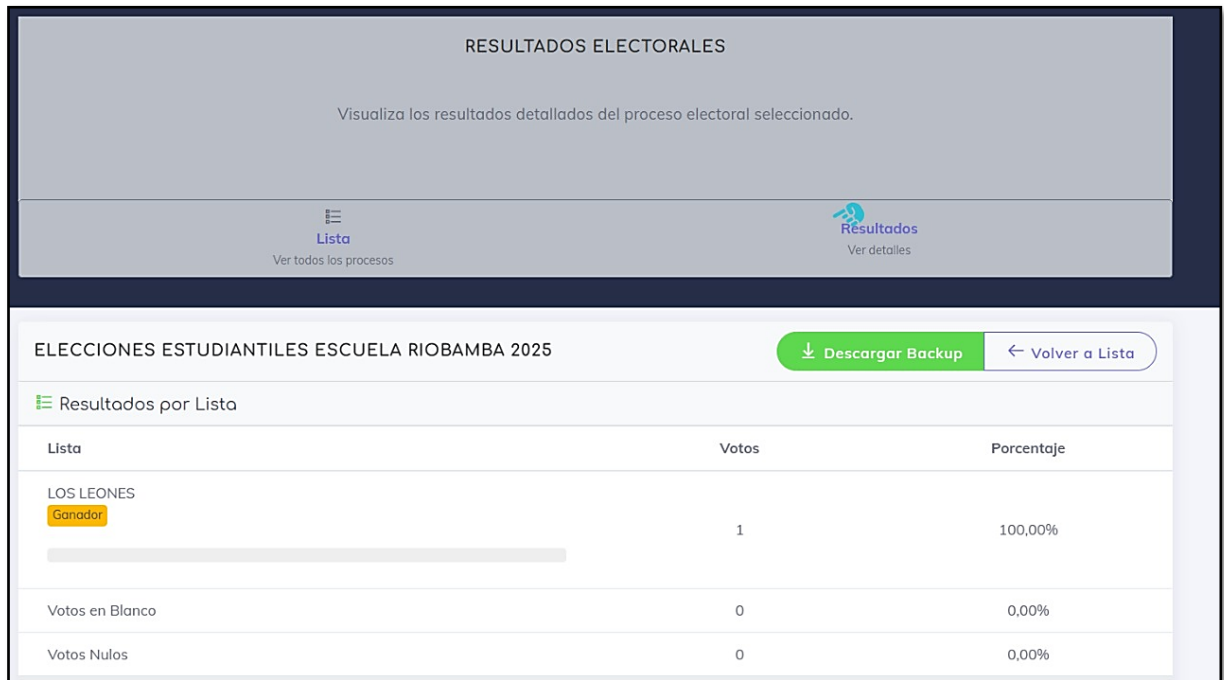 RESULTADOS ELECTORALES
Visualiza los resultados detallados del proceso electoral seleccionado.
Lista
Ver todos los procesos
Resultados
Ver detalles
ELECCIONES ESTUDIANTILES ESCUELA RIOBAMBA 2025
Descargar Backup
Volver a Lista
Resultados por Lista
Lista Votos Porcentaje
LOS LEONES
Ganador
1 100,00%
Votos en Blanco 0 0,00%
Votos Nulos 0 0,00%